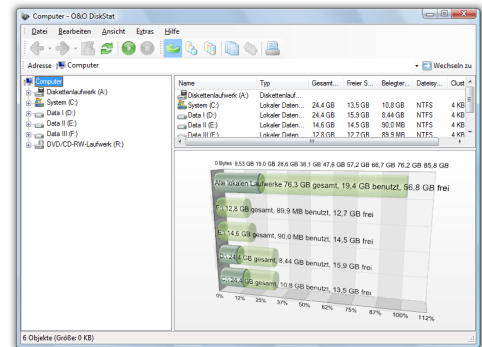 Computer - O&O DiskStat
Datei Bearbeiten Ansicht Extras Hilfe
Adresse Computer Wechseln zu
Computer
Diskettenlaufwerk (A:)
System (C:)
Data I (D:)
Data II (E:)
Data III (F:)
DVD/CD-RW-Laufwerk (R:)
Name Typ Gesamt... Freier S... Belegter... Dateisy... Clust
Diskettenlaufwerk (A:) Diskettenlauf...
System (C:) Lokaler Daten... 24,4 GB 13,5 GB 10,8 GB NTFS 4 KB
Data I (D:) Lokaler Daten... 24,4 GB 15,9 GB 8,44 GB NTFS 4 KB
Data II (E:) Lokaler Daten... 14,6 GB 14,5 GB 90,0 MB NTFS 4 KB
Data III (F:) Lokaler Daten... 12,8 GB 12,7 GB 89,9 MB NTFS 4 KB
0 Bytes 9,53 GB 19,0 GB 28,6 GB 38,1 GB 47,6 GB 57,2 GB 66,7 GB 76,2 GB 85,8 GB
Alle lokalen Laufwerke 76,3 GB gesamt, 19,4 GB benutzt, 56,8 GB frei
F:\ 12,8 GB gesamt, 89,9 MB benutzt, 12,7 GB frei
E:\ 14,6 GB gesamt, 90,0 MB benutzt, 14,5 GB frei
D:\ 24,4 GB gesamt, 8,44 GB benutzt, 15,9 GB frei
C:\ 24,4 GB gesamt, 10,8 GB benutzt, 13,5 GB frei
0% 12% 25% 37% 50% 62% 75% 87% 100% 112%
6 Objekte (Größe: 0 KB)